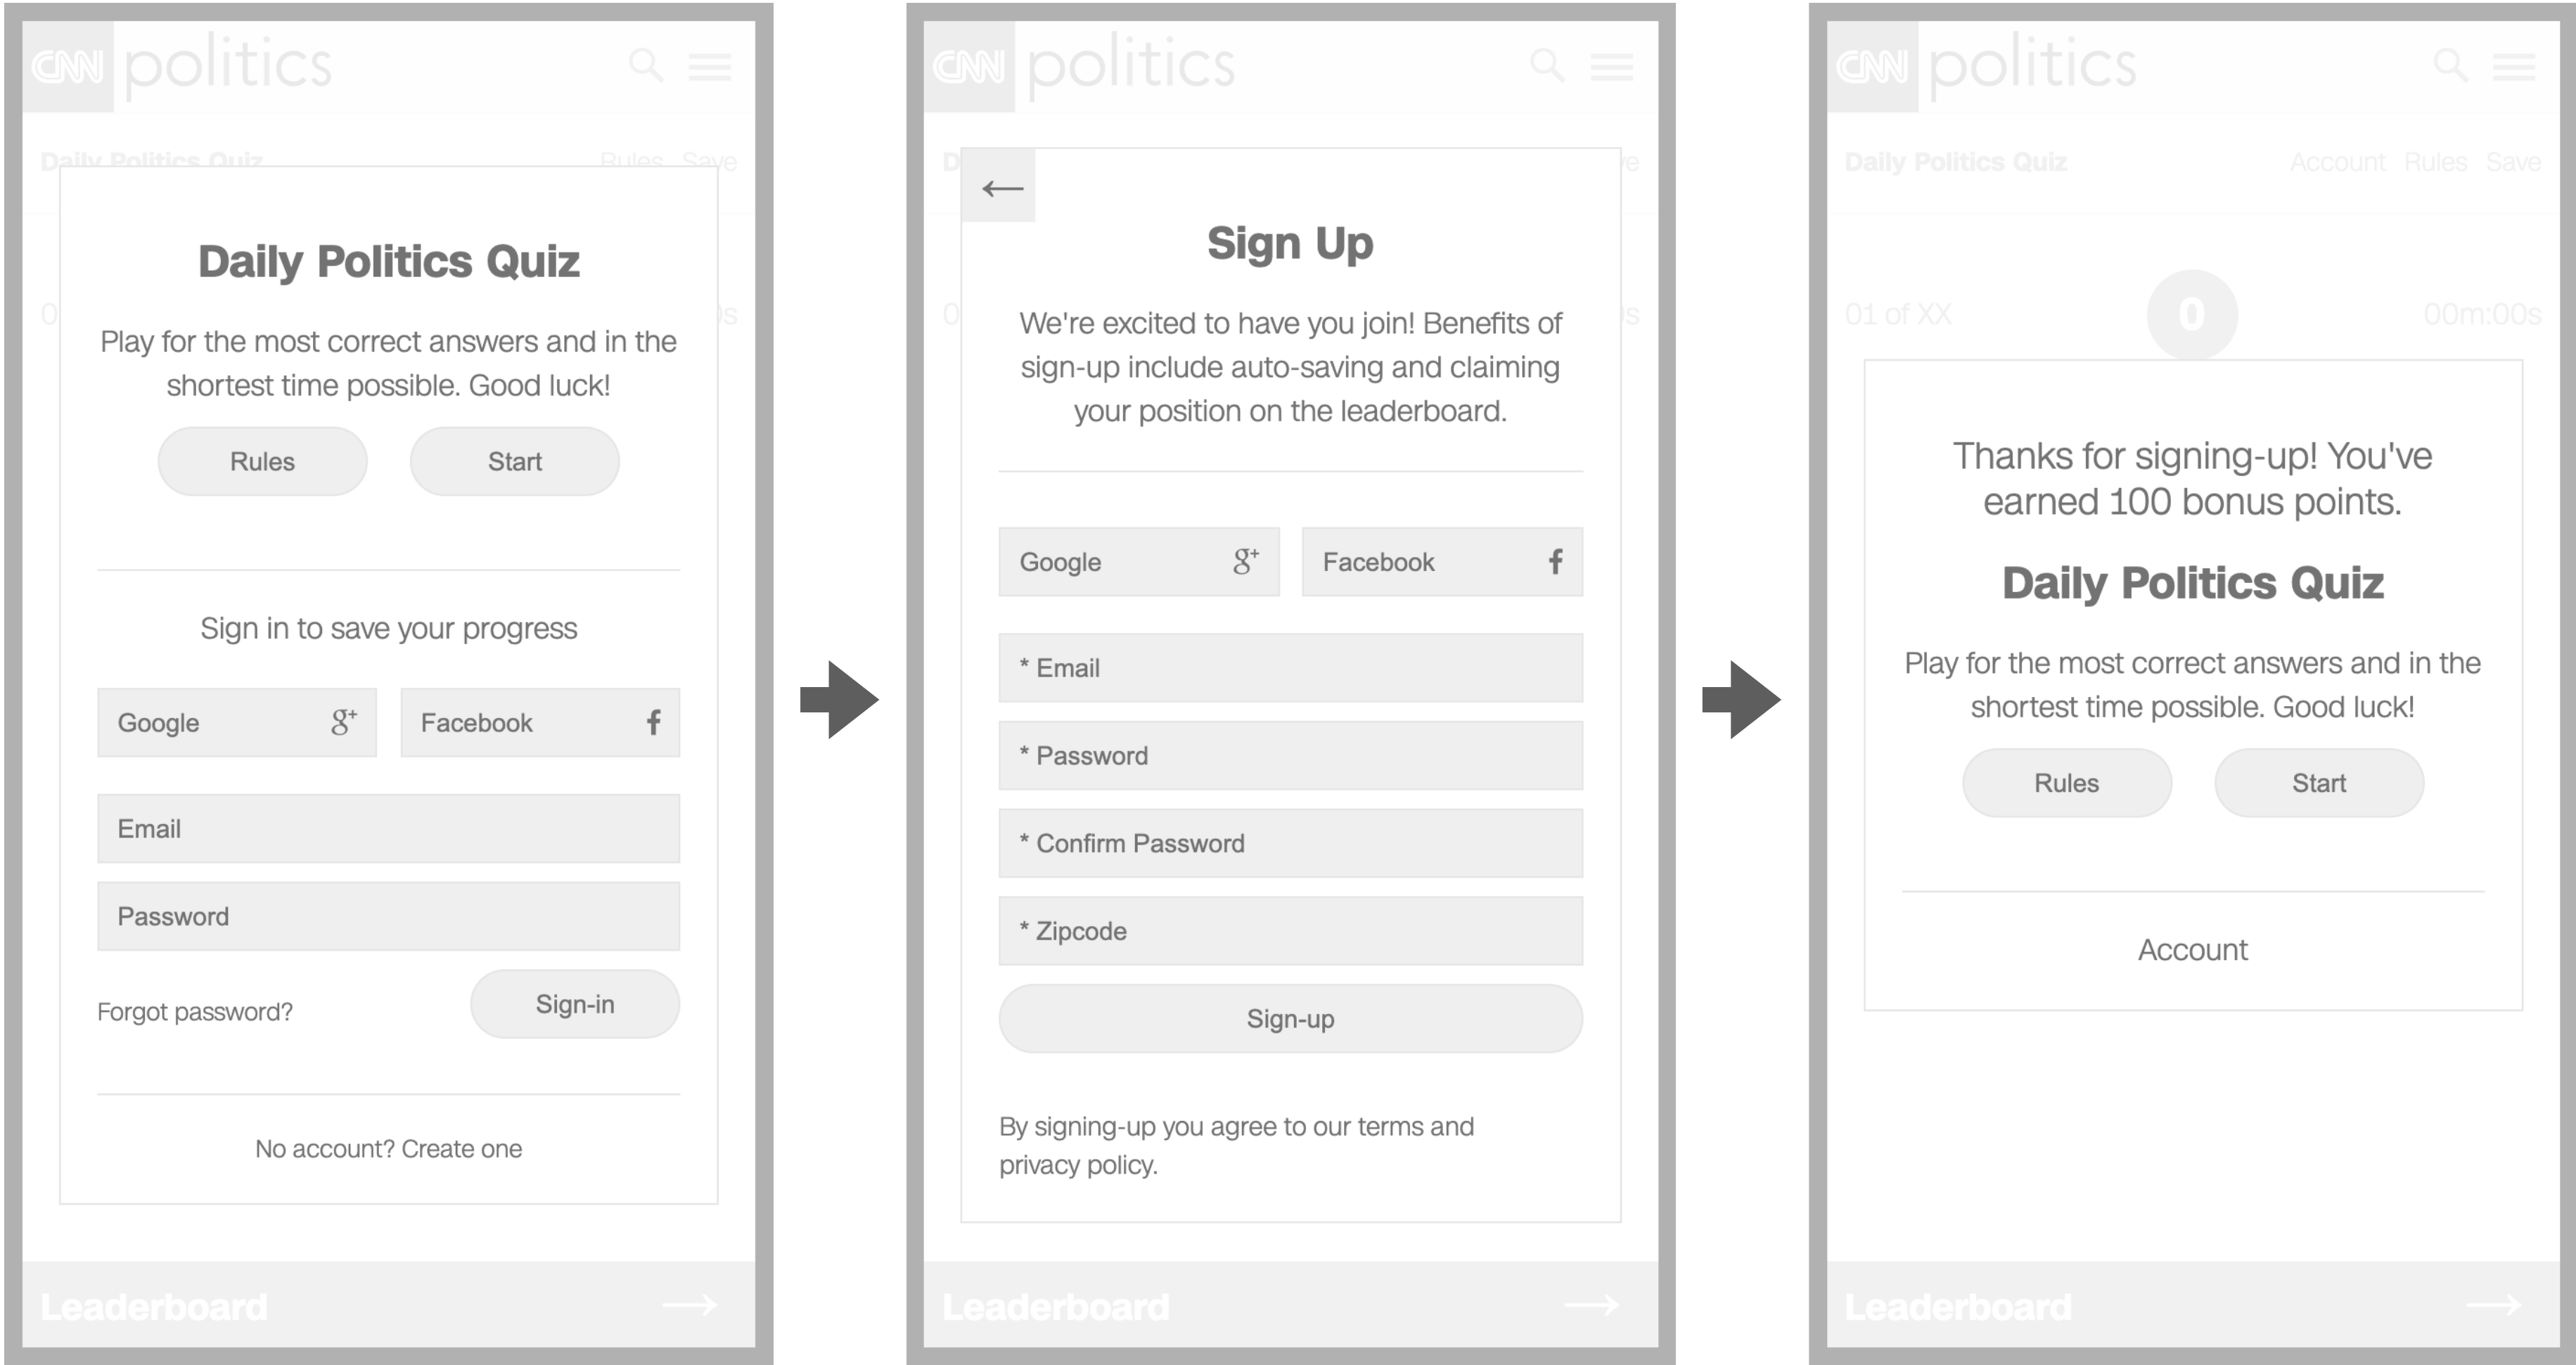 CNN politics
Daily Politics Quiz Rules Save
Daily Politics Quiz
Play for the most correct answers and in the
shortest time possible. Good luck!
Rules Start
Sign in to save your progress
Google g+ Facebook f
Email
Password
Forgot password? Sign-in
No account? Create one
Leaderboard
CNN politics
Sign Up
We're excited to have you join! Benefits of
sign-up include auto-saving and claiming
your position on the leaderboard.
Google g+ Facebook f
* Email
* Password
* Confirm Password
* Zipcode
Sign-up
By signing-up you agree to our terms and
privacy policy.
Leaderboard
CNN politics
Daily Politics Quiz Account Rules Save
01 of XX 0 00m:00s
Thanks for signing-up! You've
earned 100 bonus points.
Daily Politics Quiz
Play for the most correct answers and in the
shortest time possible. Good luck!
Rules Start
Account
Leaderboard